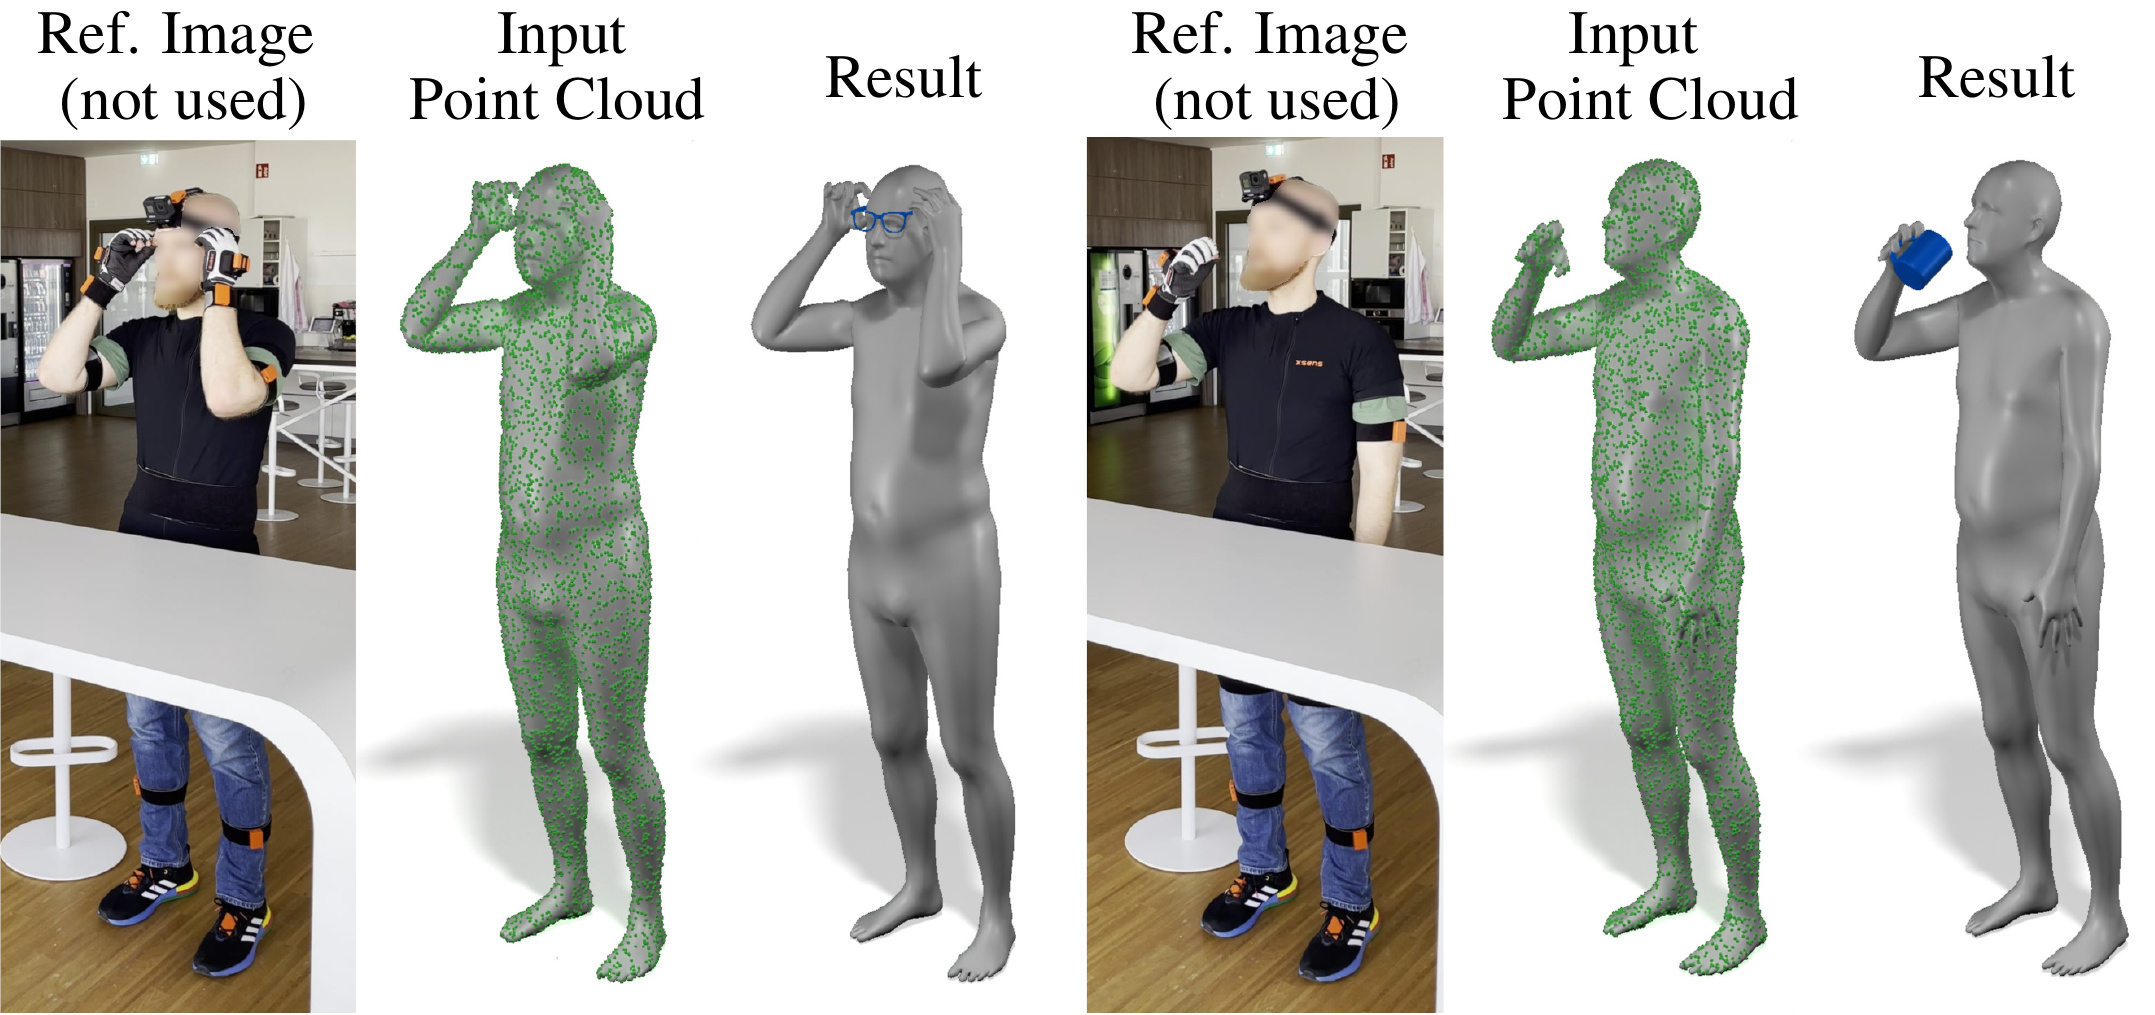 Ref. Image
(not used)
Input
Point Cloud
Result
Ref. Image
(not used)
Input
Point Cloud
Result
xsens